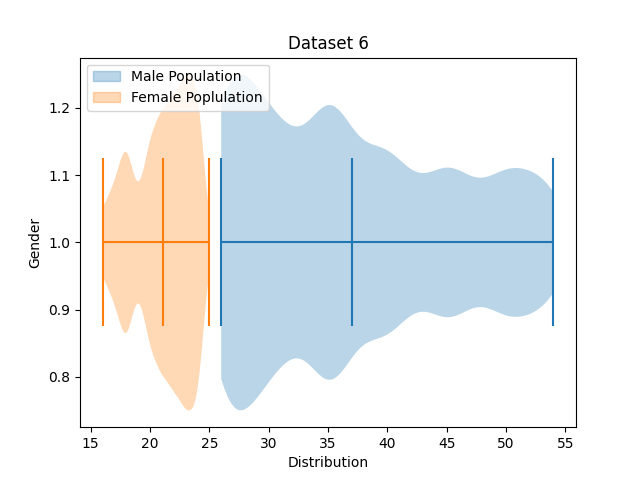 Dataset 6
Male Population
Female Poplulation
1.2
1.1
1.0
0.9
0.8
Gender
15 20 25 30 35 40 45 50 55
Distribution